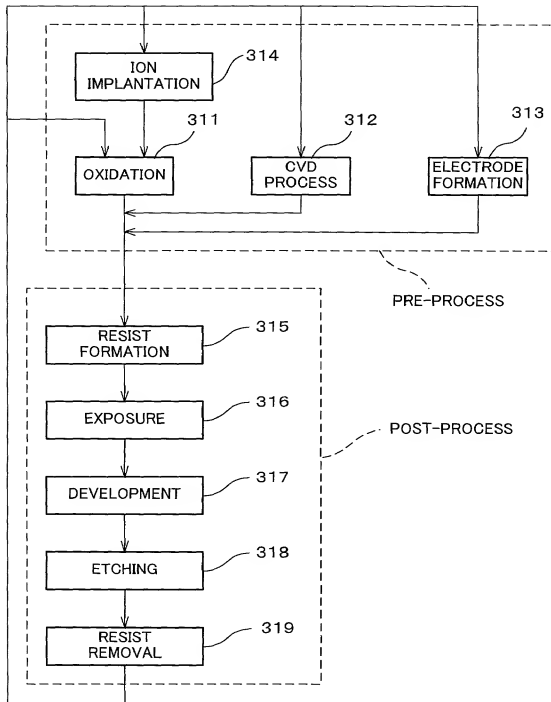 ION
IMPLANTATION
314
311
312
313
OXIDATION
CVD
PROCESS
ELECTRODE
FORMATION
PRE-PROCESS
RESIST
FORMATION
315
EXPOSURE
316
POST-PROCESS
DEVELOPMENT
317
ETCHING
318
RESIST
REMOVAL
319